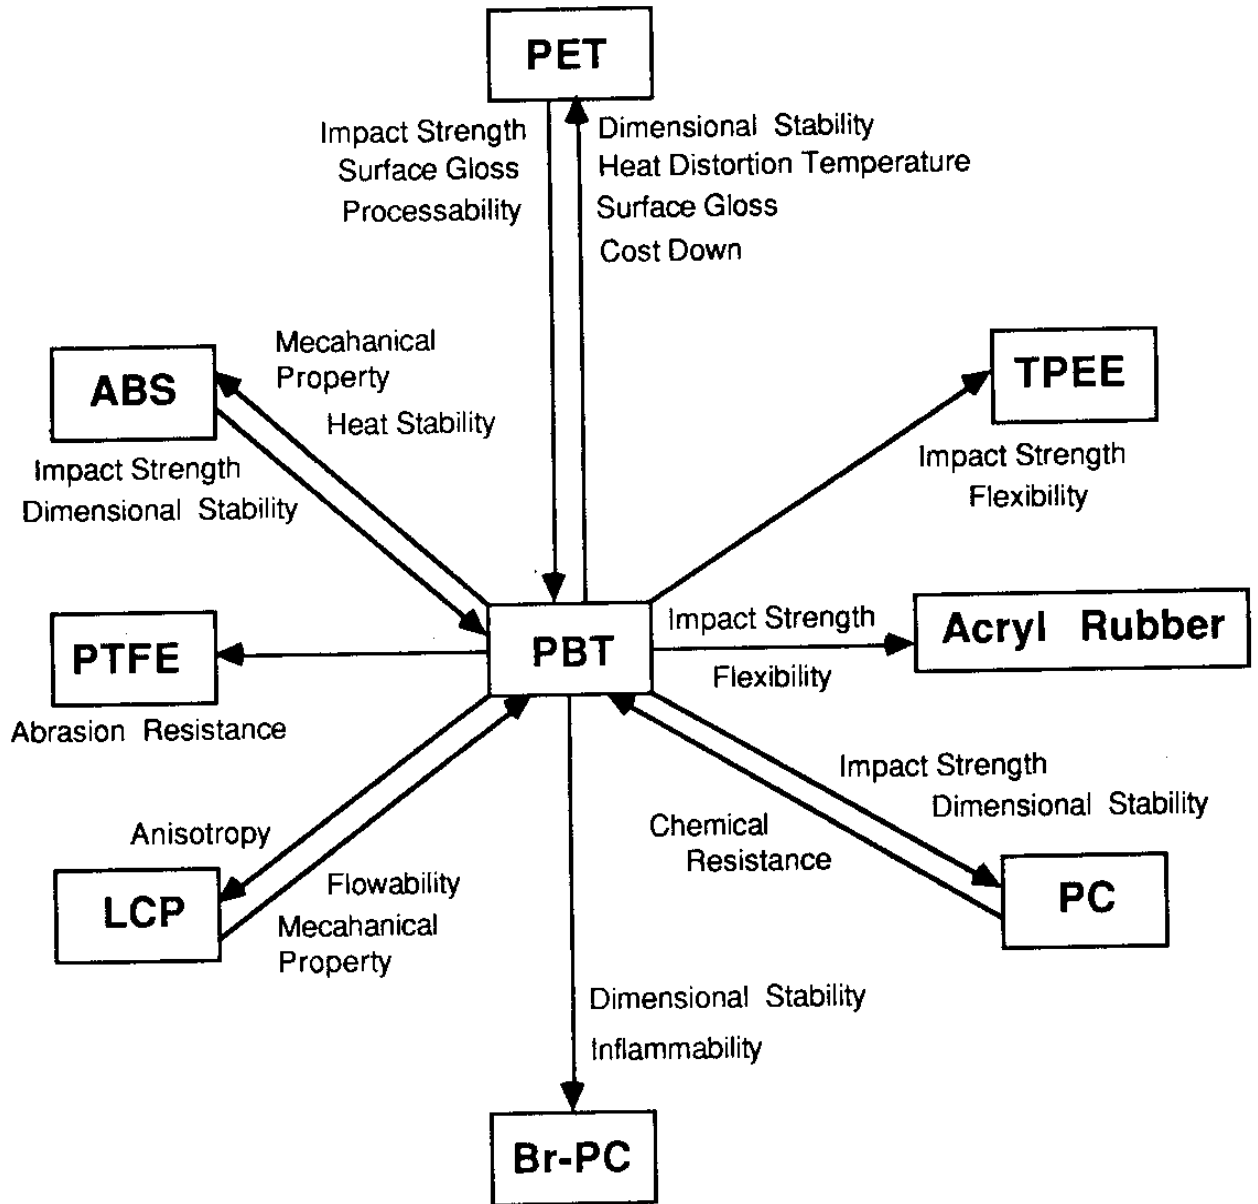 PET
Impact Strength
Surface Gloss
Processability
Dimensional Stability
Heat Distortion Temperature
Surface Gloss
Cost Down
Mecahanical
Property
Heat Stability
ABS
Impact Strength
Dimensional Stability
TPEE
Impact Strength
Flexibility
PTFE
Abrasion Resistance
PBT
Impact Strength
Flexibility
Acryl Rubber
Anisotropy
LCP
Flowability
Mecahanical
Property
Chemical
Resistance
Impact Strength
Dimensional Stability
PC
Dimensional Stability
Inflammability
Br-PC